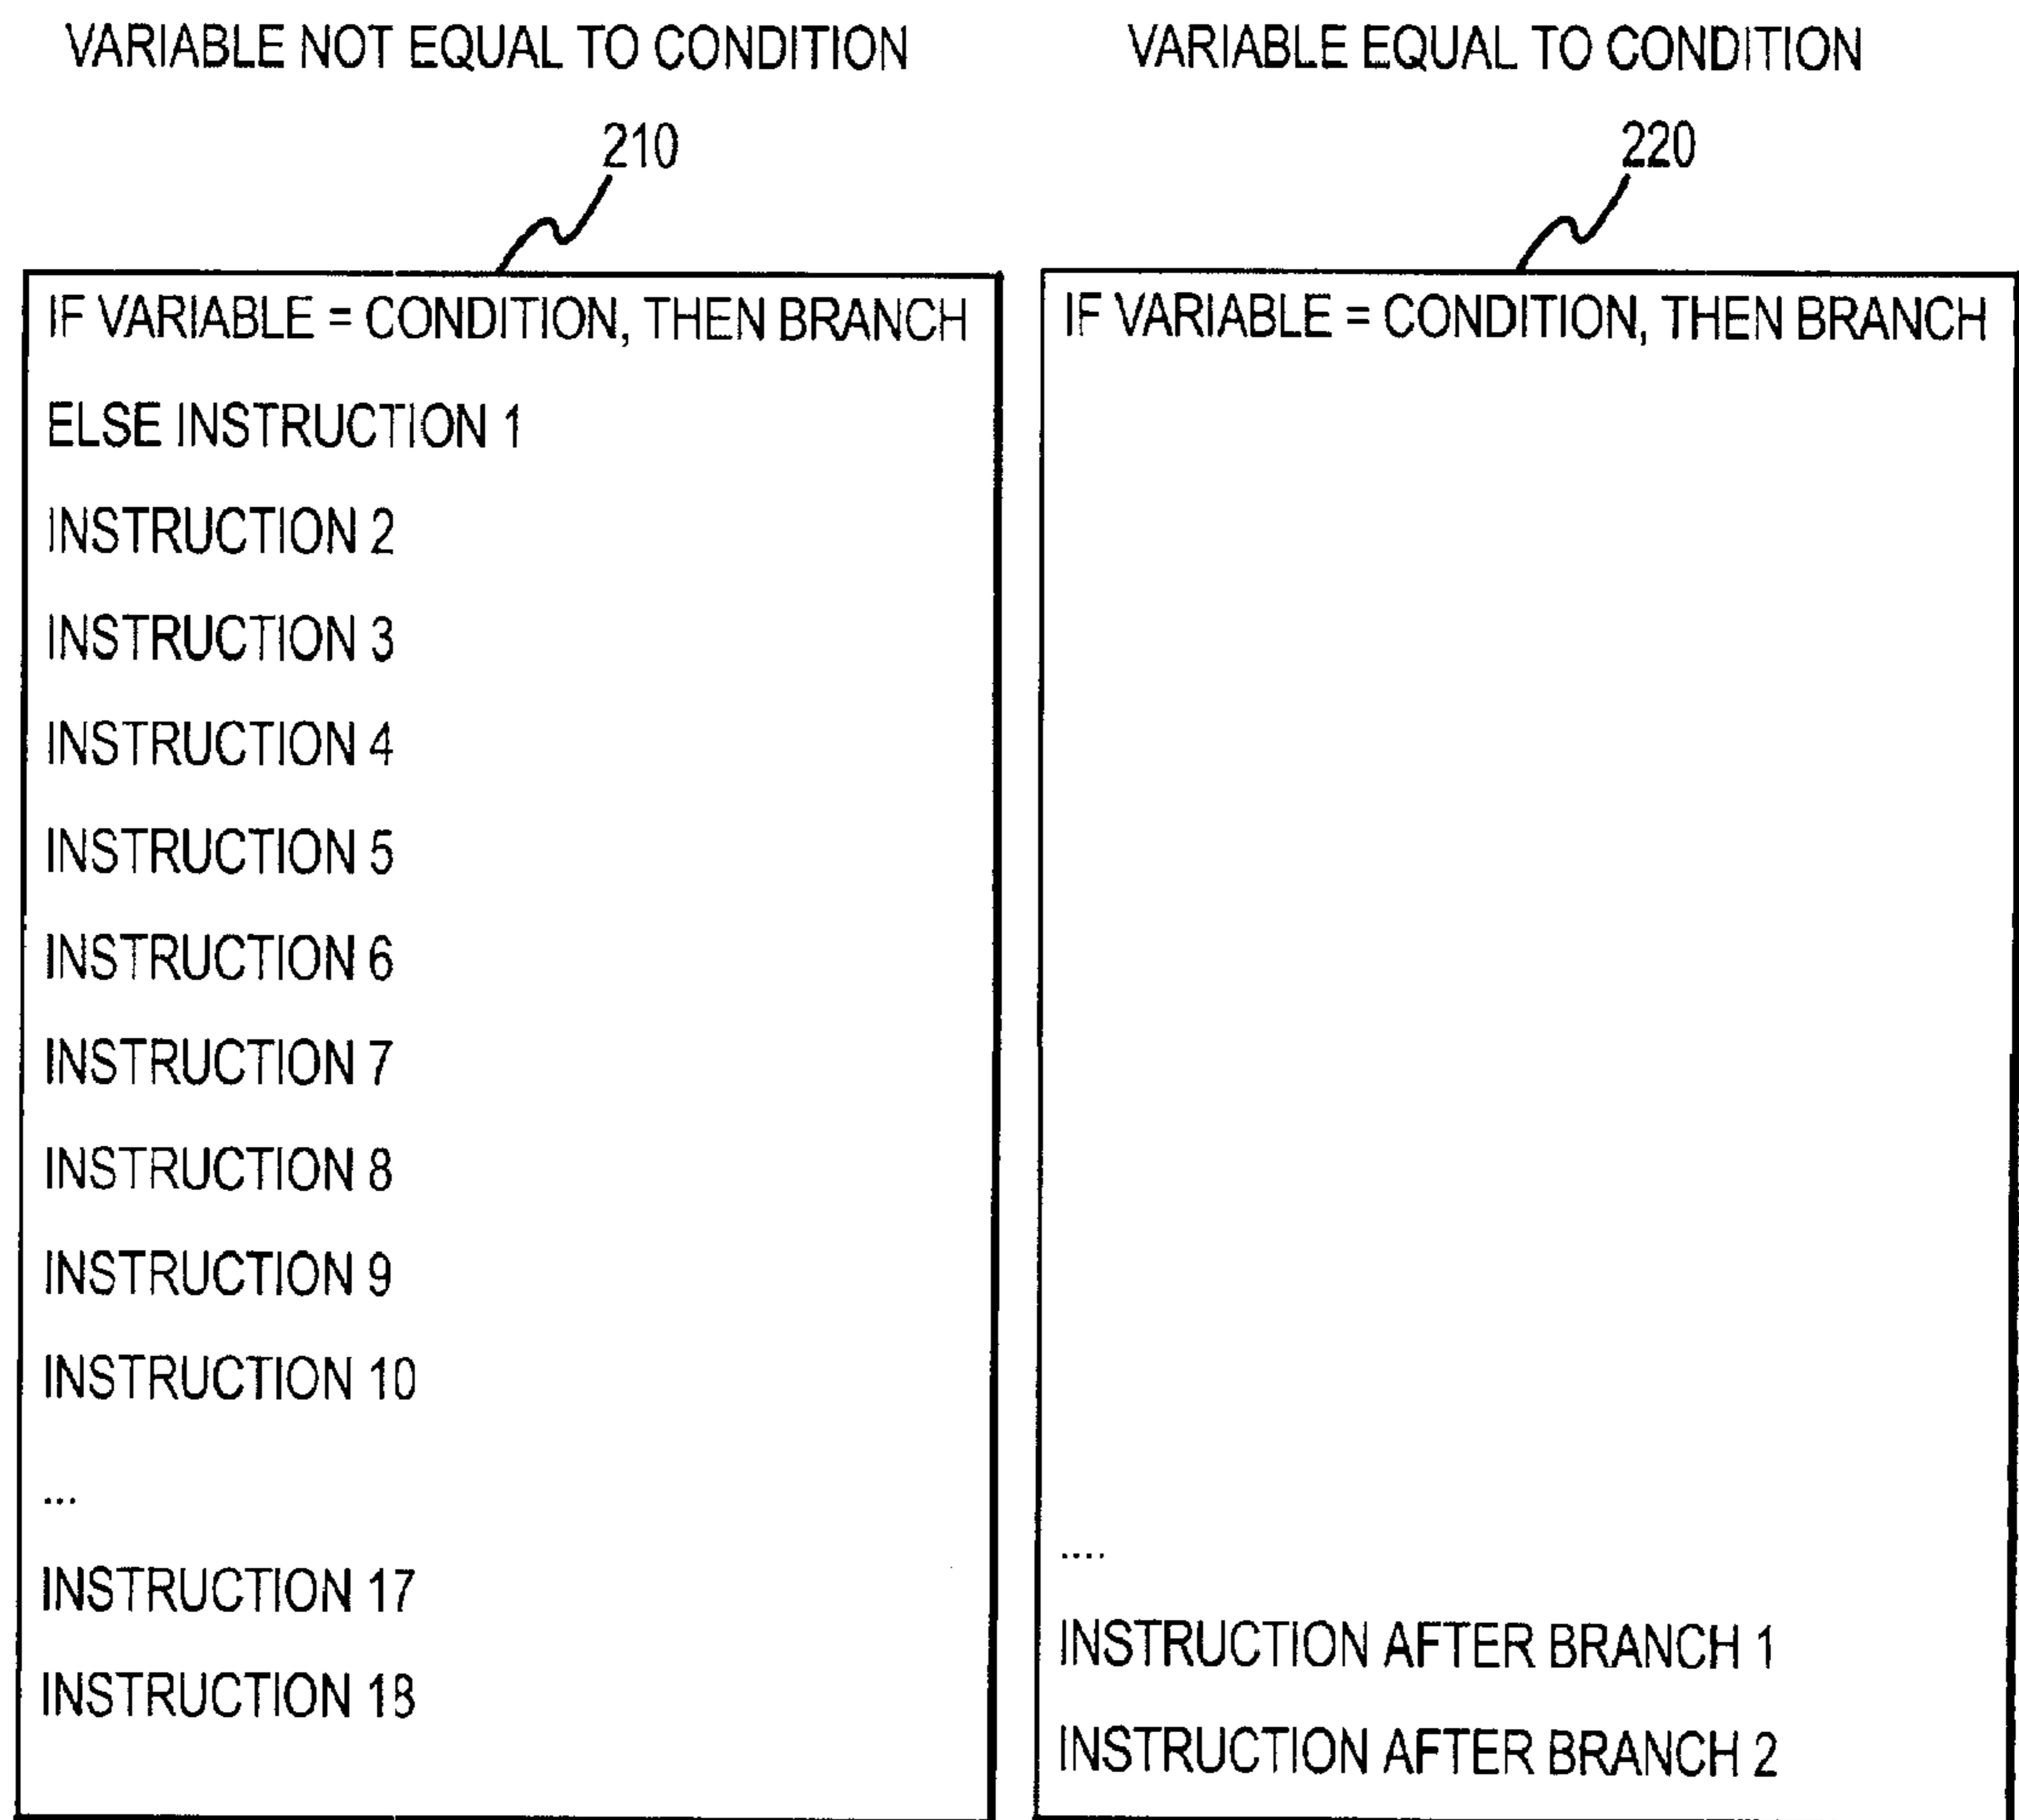 VARIABLE NOT EQUAL TO CONDITION
210
IF VARIABLE = CONDITION, THEN BRANCH
ELSE INSTRUCTION 1
INSTRUCTION 2
INSTRUCTION 3
INSTRUCTION 4
INSTRUCTION 5
INSTRUCTION 6
INSTRUCTION 7
INSTRUCTION 8
INSTRUCTION 9
INSTRUCTION 10
...
INSTRUCTION 17
INSTRUCTION 18
VARIABLE EQUAL TO CONDITION
220
IF VARIABLE = CONDITION, THEN BRANCH
....
INSTRUCTION AFTER BRANCH 1
INSTRUCTION AFTER BRANCH 2